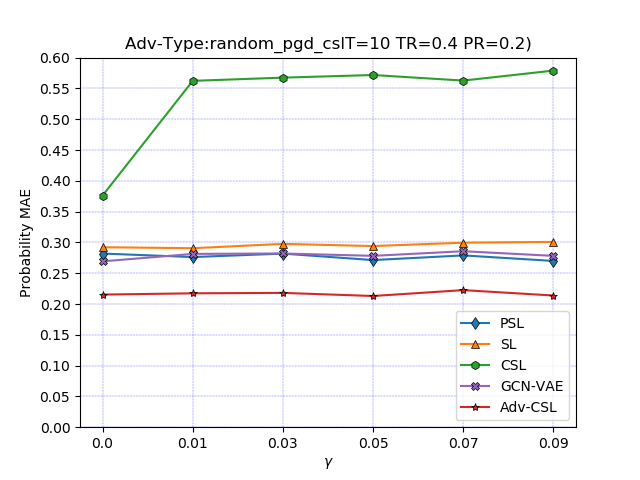 Adv-Type:random_pgd_cslT=10 TR=0.4 PR=0.2)
0.60
0.55
0.50
0.45
0.40
0.35
0.30
0.25
0.20
0.15
0.10
0.05
0.00
Probability MAE
0.0 0.01 0.03 0.05 0.07 0.09
γ
PSL
SL
CSL
GCN-VAE
Adv-CSL